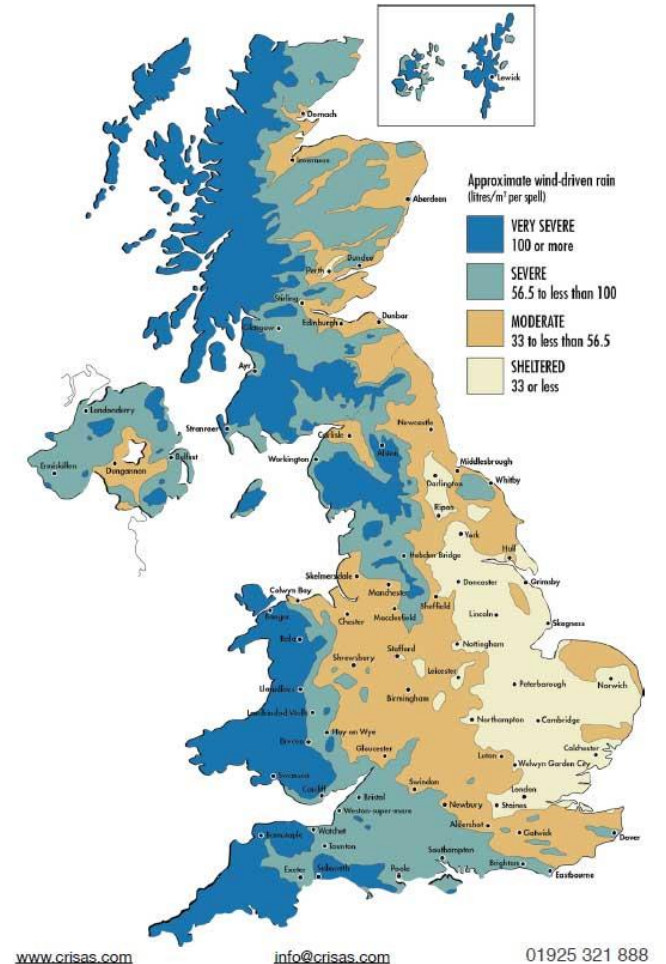 Lewick
Dornach
Inverness
Aberdeen
Approximate wind-driven rain
(litres/m² per spell)
VERY SEVERE
100 or more
SEVERE
56.5 to less than 100
MODERATE
33 to less than 56.5
SHELTERED
33 or less
Dundee
Perth
Stirling
Edinburgh
Dunbar
Glasgow
Ayr
Londonderry
Stranraer
Newcastle
Carlisle
Alston
Enniskillen
Belfast
Dungannon
Workington
Middlesbrough
Darlington
Whitby
Ripon
York
Hull
Hebden Bridge
Skelmersdale
Manchester
Doncaster
Grimsby
Colwyn Bay
Sheffield
Bangor
Chester
Macclesfield
Lincoln
Skegness
Bala
Stafford
Nottingham
Shrewsbury
Leicester
Norwich
Peterborough
Birmingham
Northampton
Cambridge
Hay on Wye
Brecon
Gloucester
Colchester
Luton
Welwyn Garden City
Swansea
Swindon
London
Cardiff
Bristol
Newbury
Staines
Weston-super-mare
Aldershot
Barnstaple
Watchet
Gatwick
Dover
Taunton
Southampton
Brighton
Exeter
Sidmouth
Poole
Eastbourne
www.crisas.com
info@crisas.com
01925 321 888